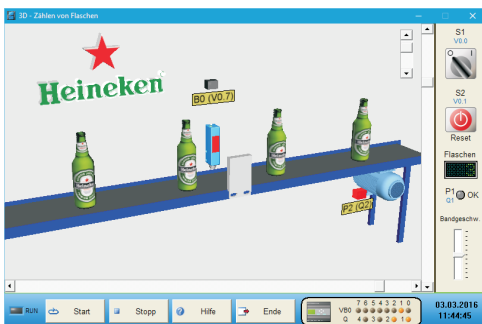 3D - Zählen von Flaschen
Heineken
B0 (V0.7)
P2 (Q2)
S1
V0.0
O I
S2
V0.1
Reset
Flaschen
P1 OK
Q1
Bandgeschw.
RUN
Start
Stopp
Hilfe
Ende
7 6 5 4 3 2 1 0
VB0
Q 4 3 2 1
03.03.2016
11:44:45